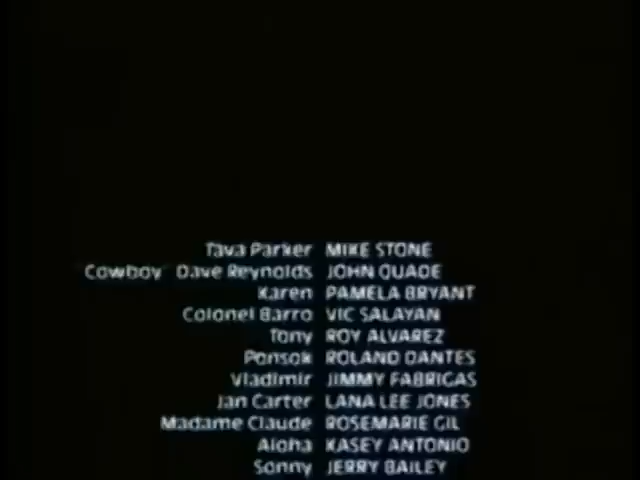 Tava Parker MIKE STONE
Cowboy Dave Reynolds JOHN QUADE
Karen PAMELA BRYANT
Colonel Barro VIC SALAYAN
Tony ROY ALVAREZ
Ponsok ROLAND DANTES
Vladimir JIMMY FABRIGAS
Jan Carter LANA LEE JONES
Madame Claude ROSEMARIE GIL
Aloha KASEY ANTONIO
Sonny JERRY BAILEY